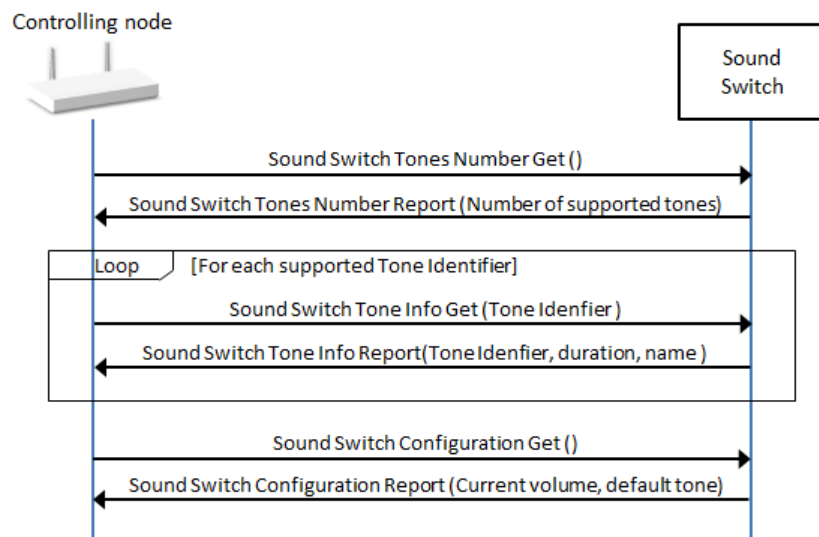 Controlling node
Sound
Switch
Sound Switch Tones Number Get ()
Sound Switch Tones Number Report (Number of supported tones)
Loop [For each supported Tone Identifier]
Sound Switch Tone Info Get (Tone Idenfier )
Sound Switch Tone Info Report(Tone Idenfier, duration, name )
Sound Switch Configuration Get ()
Sound Switch Configuration Report (Current volume, default tone)